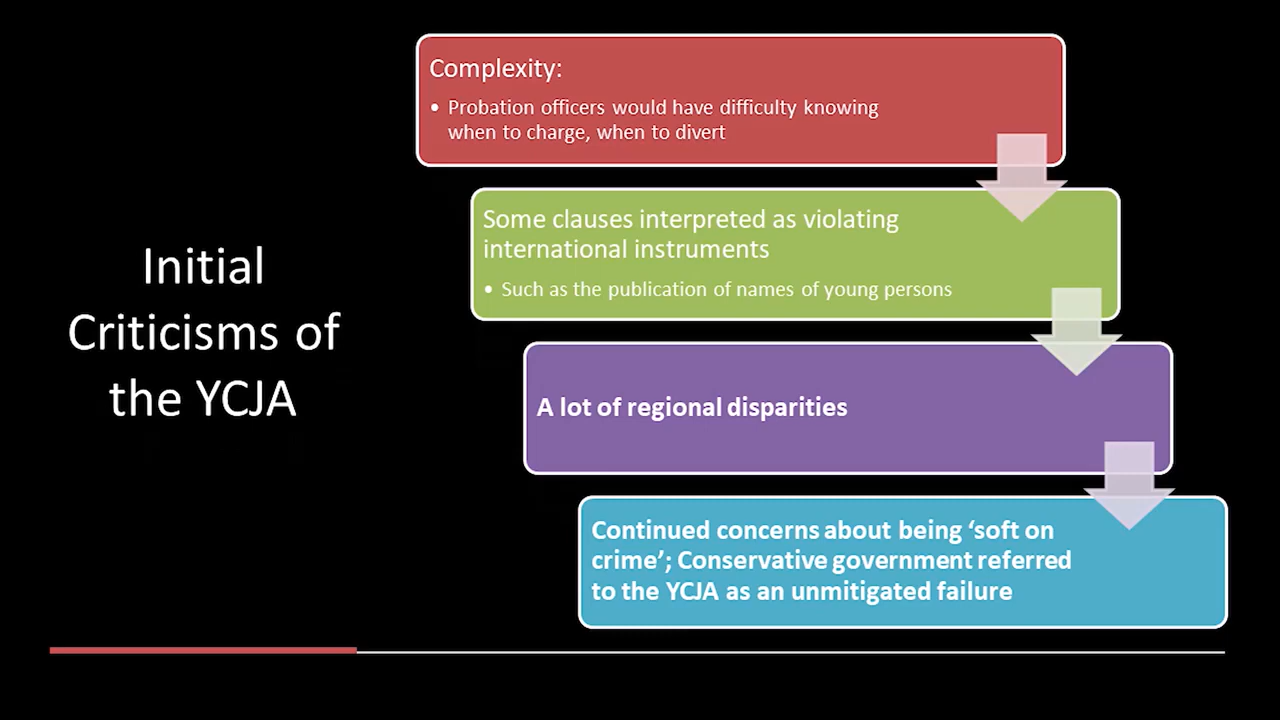 Initial
Criticisms of
the YCJA
Complexity:
• Probation officers would have difficulty knowing
when to charge, when to divert
Some clauses interpreted as violating
international instruments
• Such as the publication of names of young persons
A lot of regional disparities
Continued concerns about being ‘soft on
crime’; Conservative government referred
to the YCJA as an unmitigated failure